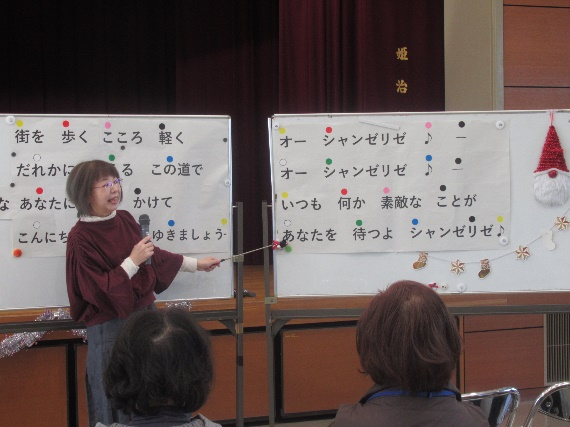 姫治
街を 歩く こころ 軽く
だれかに る この道で
な あなたに かけて
こんにち ゆきましょう
オー シャンゼリゼ ♪ ー
オー シャンゼリゼ ♪ ー
いつも 何か 素敵な ことが
あなたを 待つよ シャンゼリゼ♪